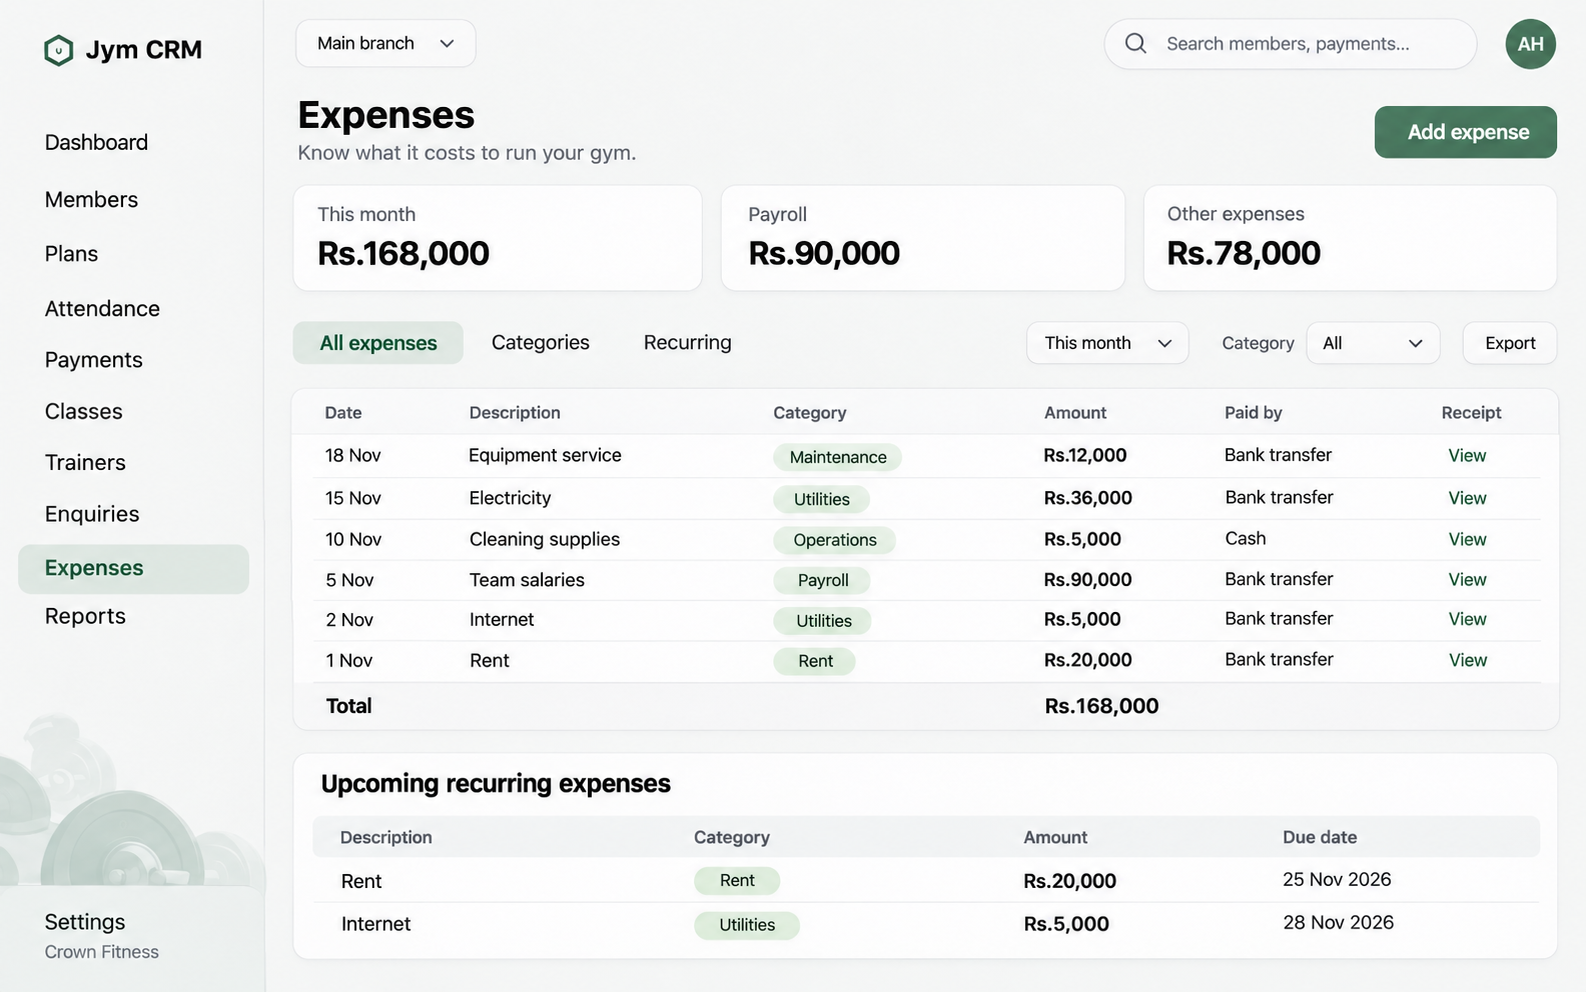 Jym CRM
Main branch
Search members, payments...
AH
Dashboard
Members
Plans
Attendance
Payments
Classes
Trainers
Enquiries
Expenses
Reports
Settings
Crown Fitness
Expenses
Know what it costs to run your gym.
Add expense
This month
Rs.168,000
Payroll
Rs.90,000
Other expenses
Rs.78,000
All expenses Categories Recurring
This month Category All Export
Date Description Category Amount Paid by Receipt
18 Nov Equipment service Maintenance Rs.12,000 Bank transfer View
15 Nov Electricity Utilities Rs.36,000 Bank transfer View
10 Nov Cleaning supplies Operations Rs.5,000 Cash View
5 Nov Team salaries Payroll Rs.90,000 Bank transfer View
2 Nov Internet Utilities Rs.5,000 Bank transfer View
1 Nov Rent Rent Rs.20,000 Bank transfer View
Total Rs.168,000
Upcoming recurring expenses
Description Category Amount Due date
Rent Rent Rs.20,000 25 Nov 2026
Internet Utilities Rs.5,000 28 Nov 2026